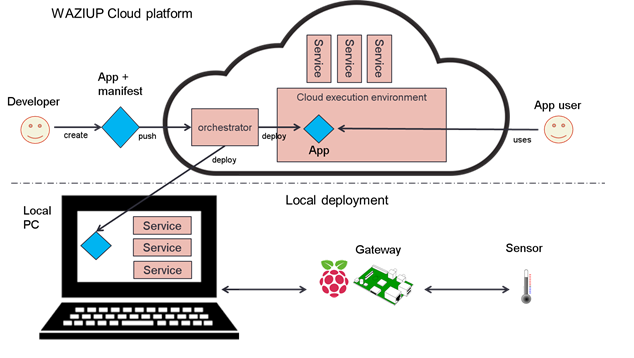 WAZIUP Cloud platform
Service
Service
Service
App +
manifest
Cloud execution environment
Developer
App user
orchestrator
create
push
deploy
App
uses
deploy
Local deployment
Local
PC
Service
Service
Service
Gateway
Sensor